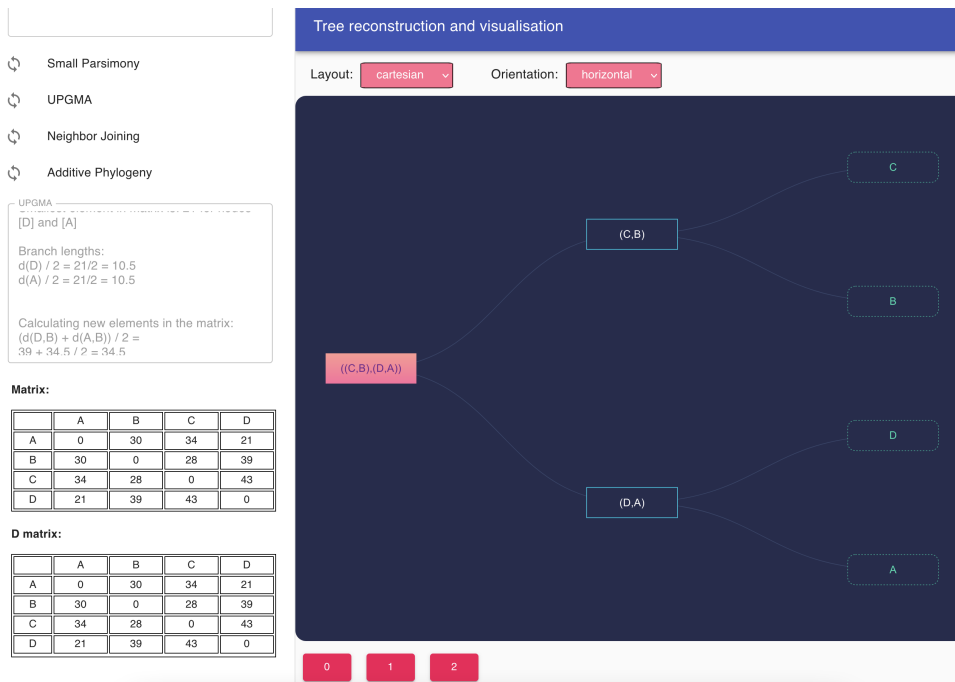 Tree reconstruction and visualisation
Layout: cartesian
Orientation: horizontal
Small Parsimony
UPGMA
Neighbor Joining
Additive Phylogeny
UPGMA
[D] and [A]
Branch lengths:
d(D) / 2 = 21/2 = 10.5
d(A) / 2 = 21/2 = 10.5
Calculating new elements in the matrix:
(d(D,B) + d(A,B)) / 2 =
39 + 34.5 / 2 = 34.5
Matrix:
A B C D
A 0 30 34 21
B 30 0 28 39
C 34 28 0 43
D 21 39 43 0
D matrix:
A B C D
A 0 30 34 21
B 30 0 28 39
C 34 28 0 43
D 21 39 43 0
C
(C,B)
B
((C,B),(D,A))
D
(D,A)
A
0 1 2